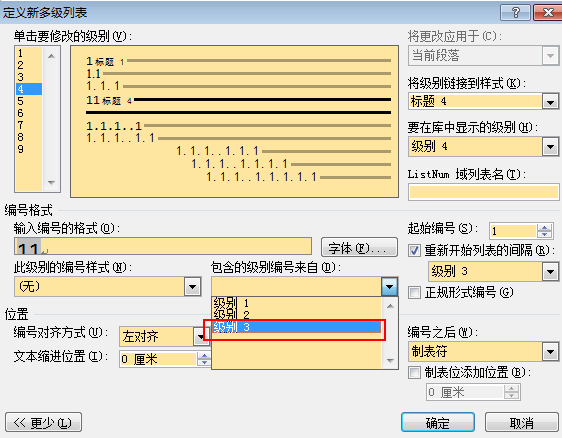 定义新多级列表
单击要修改的级别(V):
将更改应用于(C):
当前段落
1
2
3
4
5
6
7
8
9
1 标题 1
1.1
1.1.1
11 标题 4
1.1.1..1
1.1.1..1.1
1.1.1..1.1.1
1.1.1..1.1.1.1
1.1.1..1.1.1.1.1
将级别链接到样式(K):
标题 4
要在库中显示的级别(H):
级别 4
ListNum 域列表名(T):
编号格式
输入编号的格式(O):
11
字体(F)...
起始编号(S):
1
重新开始列表的间隔(R):
级别 3
此级别的编号样式(N):
包含的级别编号来自(D):
(无)
级别 1
级别 2
级别 3
正规形式编号(G)
位置
编号对齐方式(U):
左对齐
文本缩进位置(I):
0 厘米
编号之后(W):
制表符
制表位添加位置(B):
0 厘米
<< 更少(L)
确定
取消